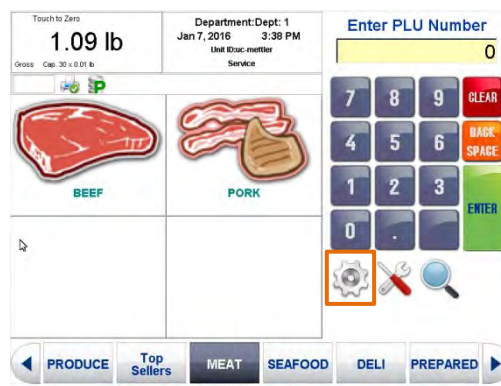 Touch to Zero
1.09 lb
Gross Cap. 30 x 0.01 lb
Department:Dept: 1
Jan 7, 2016 3:38 PM
Unit ID:uc-mettler
Service
P
BEEF
PORK
Enter PLU Number
0
7 8 9 CLEAR
4 5 6 BACK SPACE
1 2 3 ENTER
0 .
PRODUCE
Top
Sellers
MEAT
SEAFOOD
DELI
PREPARED